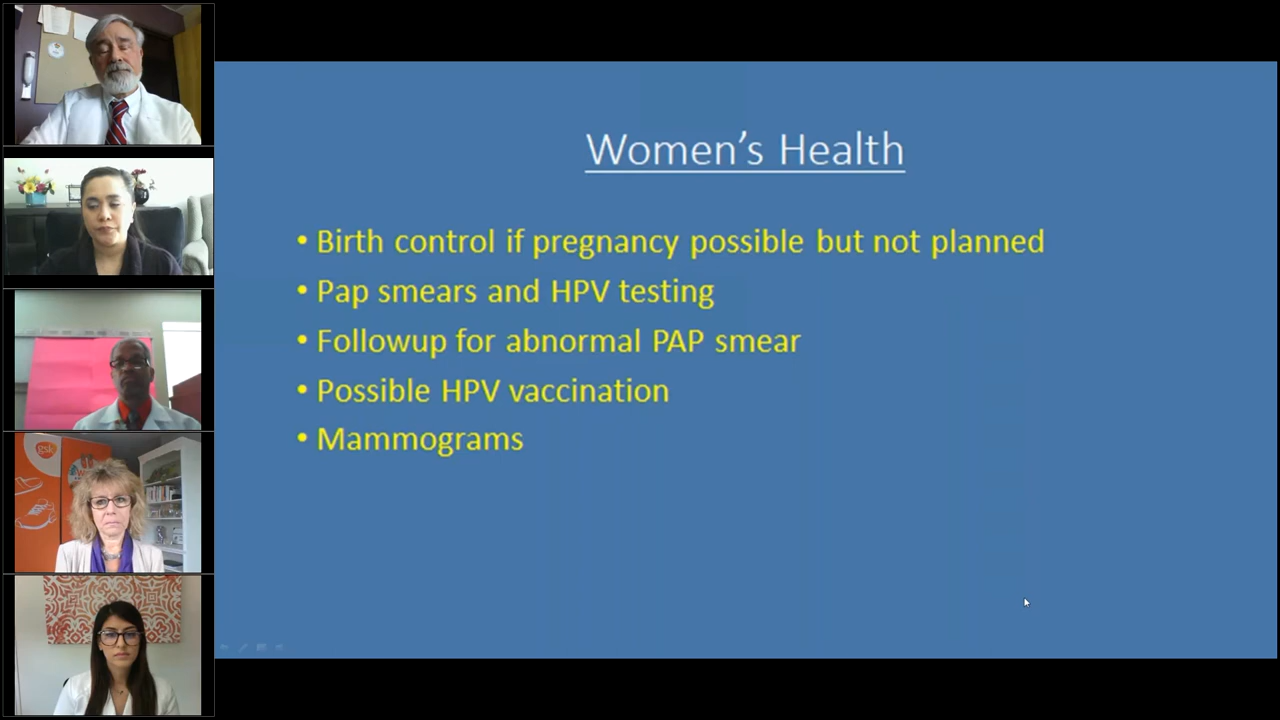 Women's Health
• Birth control if pregnancy possible but not planned
• Pap smears and HPV testing
• Followup for abnormal PAP smear
• Possible HPV vaccination
• Mammograms
gsk